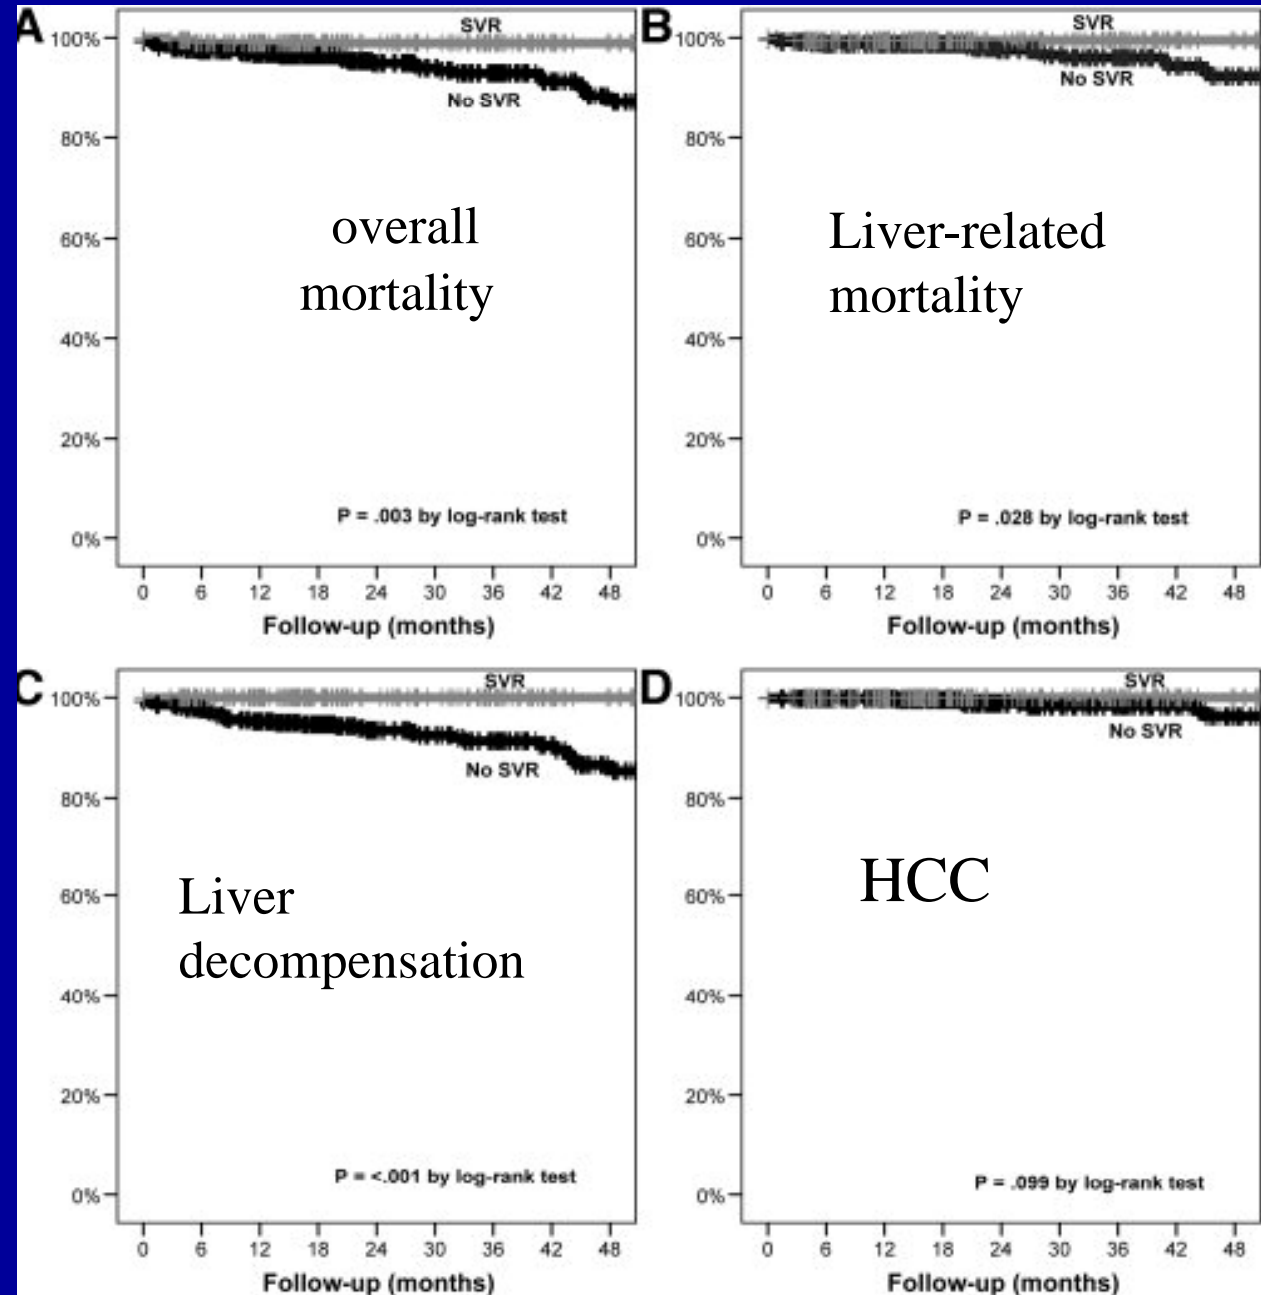 A
SVR
100%
No SVR
80%
overall
mortality
60%
40%
20%
P = .003 by log-rank test
0%
0 6 12 18 24 30 36 42 48
Follow-up (months)
B
SVR
100%
No SVR
80%
Liver-related
mortality
60%
40%
20%
P = .028 by log-rank test
0%
0 6 12 18 24 30 36 42 48
Follow-up (months)
C
SVR
100%
No SVR
80%
Liver
decompensation
60%
40%
20%
P = <.001 by log-rank test
0%
0 6 12 18 24 30 36 42 48
Follow-up (months)
D
SVR
100%
No SVR
80%
HCC
60%
40%
20%
P = .099 by log-rank test
0%
0 6 12 18 24 30 36 42 48
Follow-up (months)